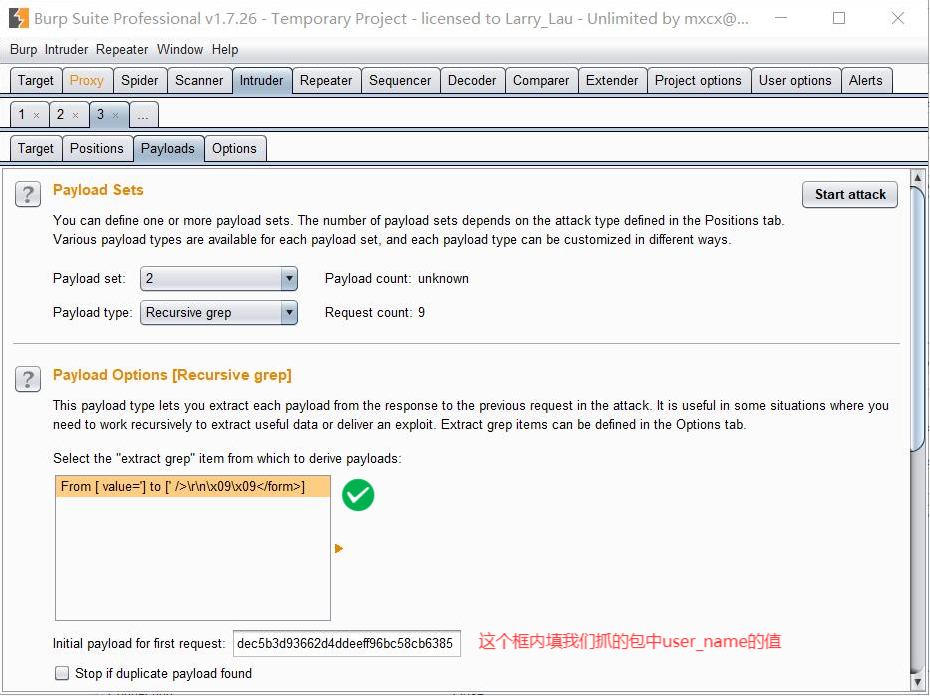 Burp Suite Professional v1.7.26 - Temporary Project - licensed to Larry_Lau - Unlimited by mxcx@...
Burp Intruder Repeater Window Help
Target Proxy Spider Scanner Intruder Repeater Sequencer Decoder Comparer Extender Project options User options Alerts
1 × 2 × 3 × ...
Target Positions Payloads Options
? Payload Sets
Start attack
You can define one or more payload sets. The number of payload sets depends on the attack type defined in the Positions tab.
Various payload types are available for each payload set, and each payload type can be customized in different ways.
Payload set: 2 Payload count: unknown
Payload type: Recursive grep Request count: 9
? Payload Options [Recursive grep]
This payload type lets you extract each payload from the response to the previous request in the attack. It is useful in some situations where you
need to work recursively to extract useful data or deliver an exploit. Extract grep items can be defined in the Options tab.
Select the "extract grep" item from which to derive payloads:
From [ value='] to [' />\r\n\x09\x09</form>]
Initial payload for first request: dec5b3d93662d4ddeeff96bc58cb6385 这个框内填我们抓的包中user_name的值
Stop if duplicate payload found